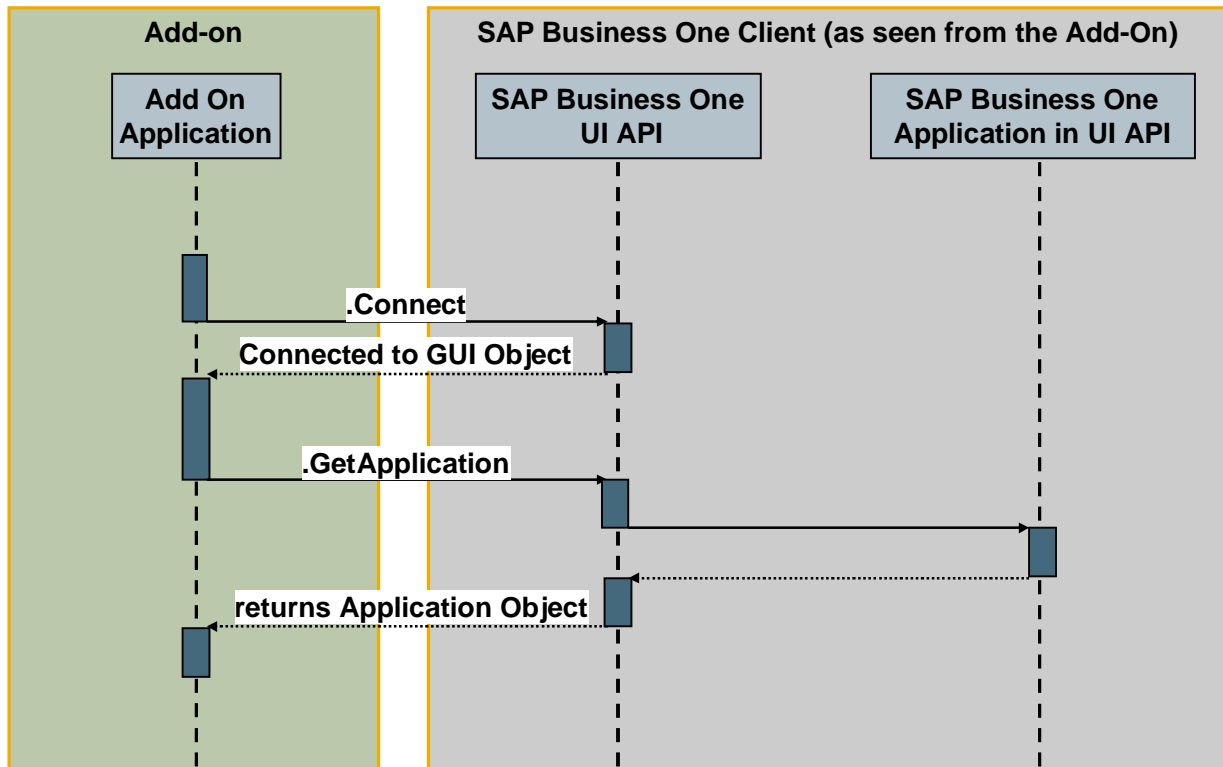 Add-on
SAP Business One Client (as seen from the Add-On)
Add On
Application
SAP Business One
UI API
SAP Business One
Application in UI API
.Connect
Connected to GUI Object
.GetApplication
returns Application Object